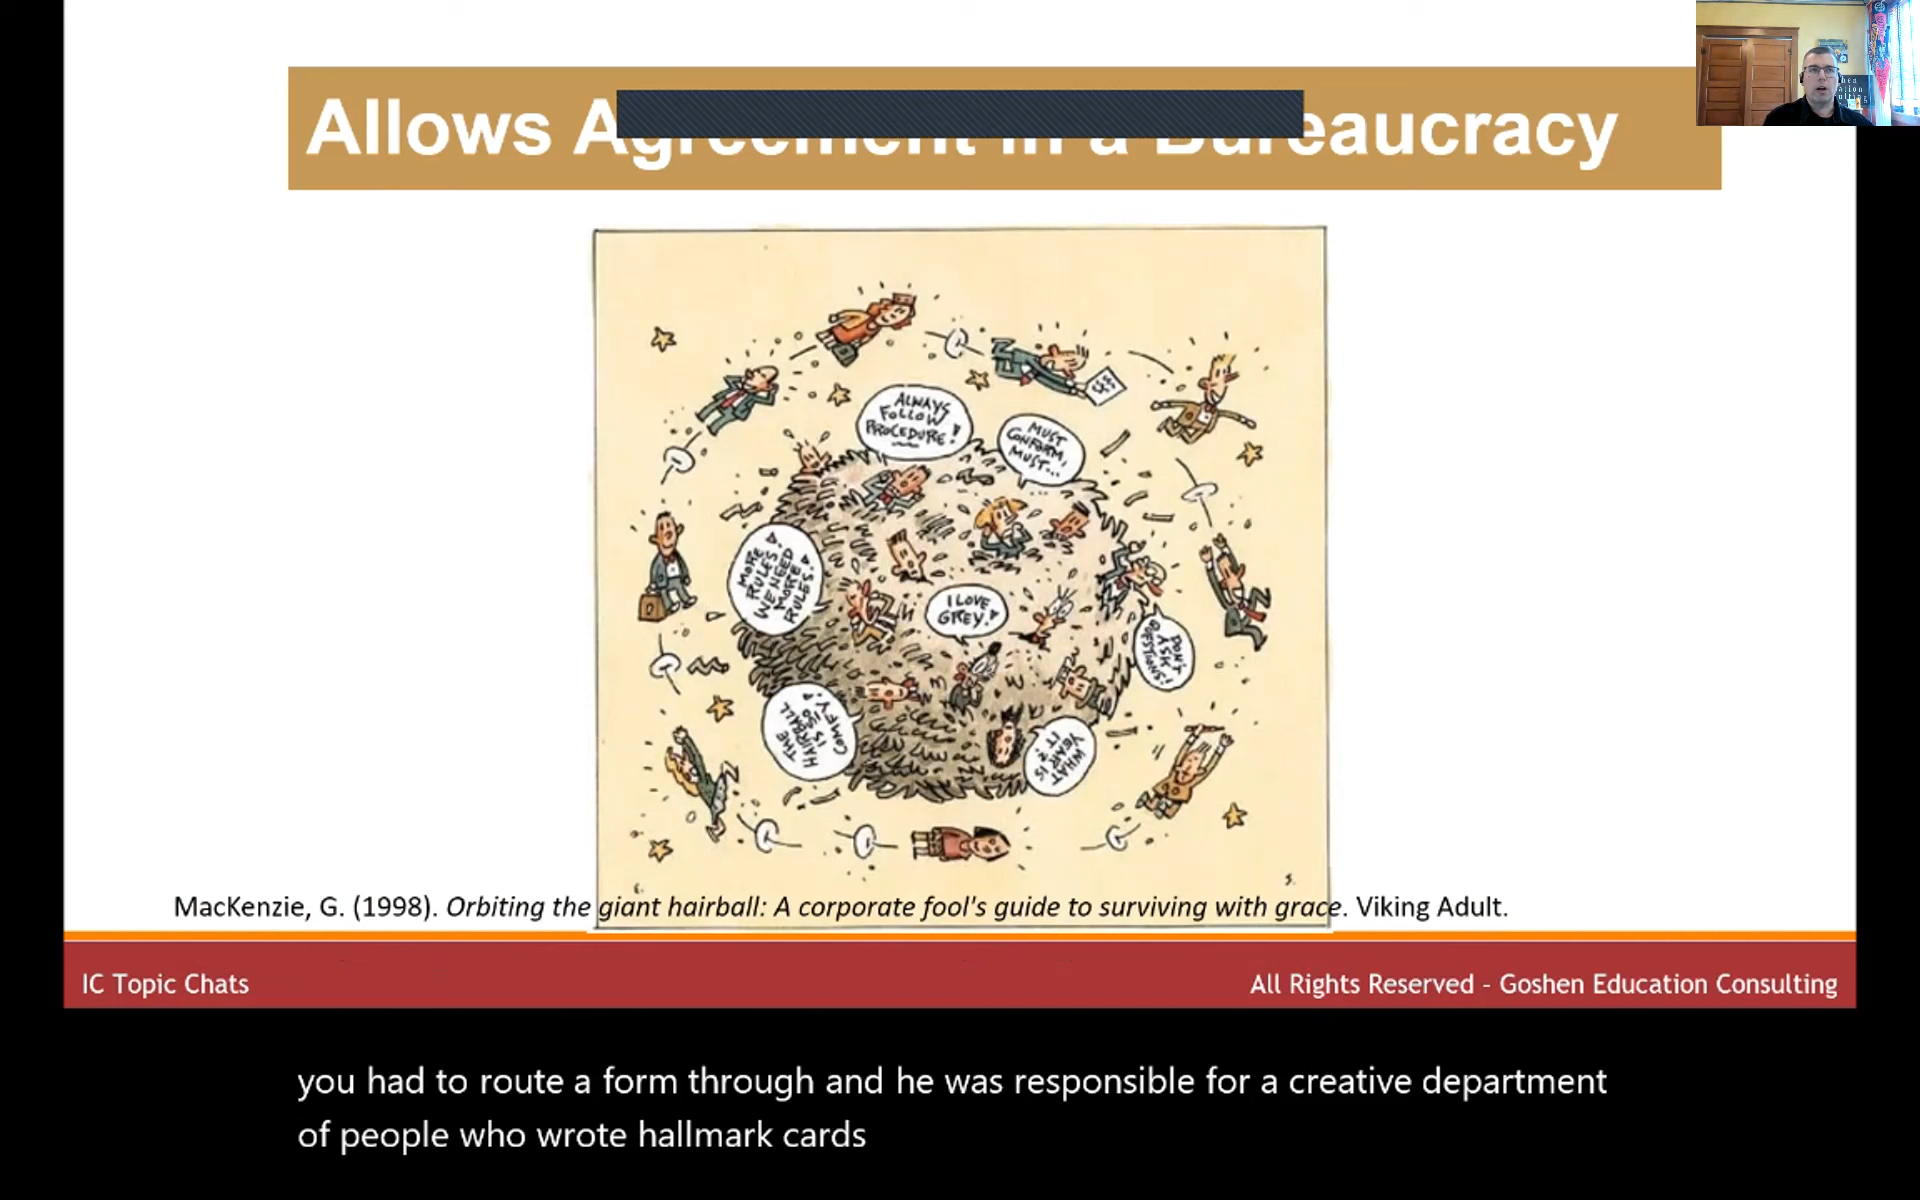 Allows Agreement in a Bureaucracy
ALWAYS
FOLLOW
PROCEDURE!
MUST
CONFORM,
MUST...
MORE
RULES!
WE NEED
MORE
RULES!
I LOVE
GREY!
DON'T
ASK
QUESTIONS!
THE
HAIRBALL
IS SO
COMFY!
WHAT
YEAR IS
IT?
MacKenzie, G. (1998). Orbiting the giant hairball: A corporate fool's guide to surviving with grace. Viking Adult.
IC Topic Chats
All Rights Reserved - Goshen Education Consulting
you had to route a form through and he was responsible for a creative department
of people who wrote hallmark cards